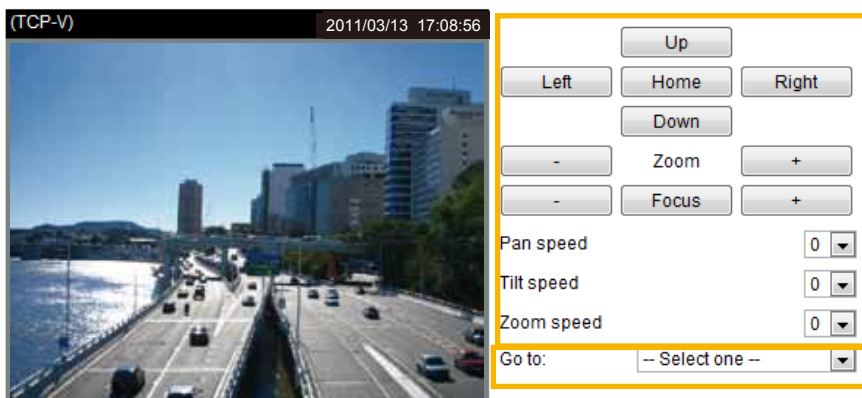 (TCP-V) 2011/03/13 17:08:56
Up
Left Home Right
Down
- Zoom +
- Focus +
Pan speed 0
Tilt speed 0
Zoom speed 0
Go to: -- Select one --